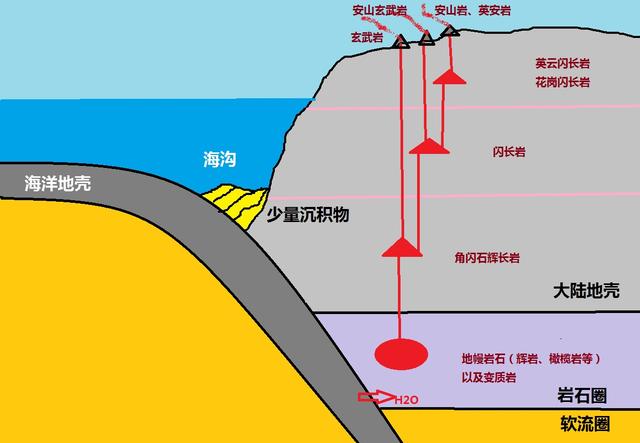 安山玄武岩
安山岩、英安岩
玄武岩
英云闪长岩
花岗闪长岩
海沟
闪长岩
海洋地壳
少量沉积物
角闪石辉长岩
大陆地壳
地幔岩石（辉岩、橄榄岩等）
以及变质岩
岩石圈
H2O
软流圈